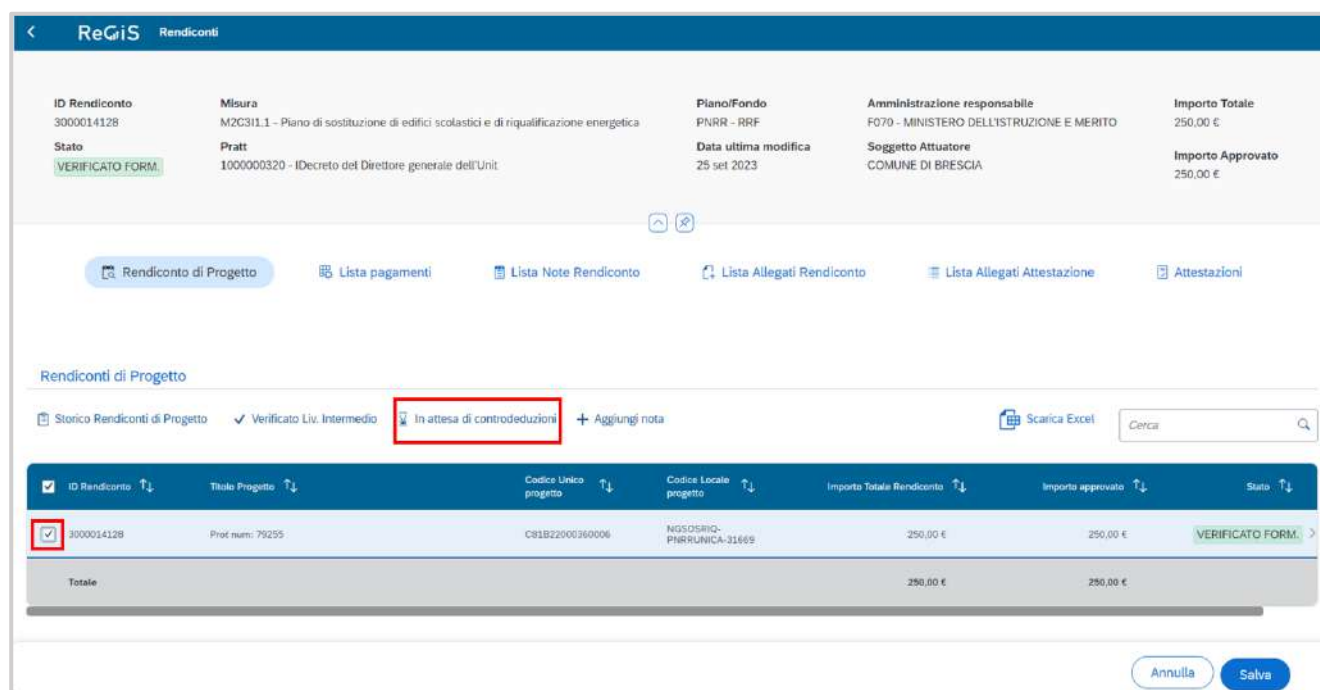 ReGiS Rendiconti
ID Rendiconto Misura Piano/Fondo Amministrazione responsabile Importo Totale
3000014128 M2C3I1.1 - Piano di sostituzione di edifici scolastici e di riqualificazione energetica PNRR - RRF F070 - MINISTERO DELL'ISTRUZIONE E MERITO 250,00 €
Stato Pratt Data ultima modifica Soggetto Attuatore Importo Approvato
VERIFICATO FORM. 1000000320 - IDecreto del Direttore generale dell'Unit 25 set 2023 COMUNE DI BRESCIA 250,00 €
Rendiconto di Progetto Lista pagamenti Lista Note Rendiconto Lista Allegati Rendiconto Lista Allegati Attestazione Attestazioni
Rendiconti di Progetto
Storico Rendiconti di Progetto Verificato Liv. Intermedio In attesa di controdeduzioni + Aggiungi nota Scarica Excel Cerca
ID Rendiconto Titolo Progetto Codice Unico progetto Codice Locale progetto Importo Totale Rendiconto Importo approvato Stato
3000014128 Prot num: 79255 C81B22000360006 NGSOSRIQ-PNRRUNICA-31669 250,00 € 250,00 € VERIFICATO FORM.
Totale 250,00 € 250,00 €
Annulla Salva